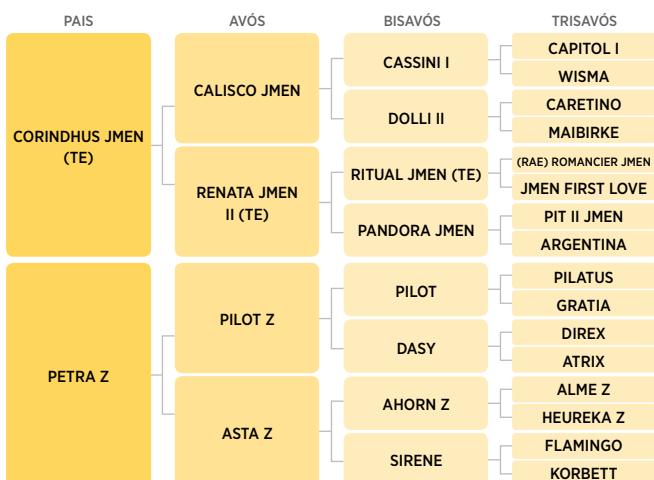 PAIS
AVÓS
BISAVÓS
TRISAVÓS
CORINDHUS JMEN
(TE)
CALISCO JMEN
RENATA JMEN
II (TE)
CASSINI I
DOLLI II
RITUAL JMEN (TE)
PANDORA JMEN
CAPITOL I
WISMA
CARETINO
MAIBIRKE
(RAE) ROMANCIER JMEN
JMEN FIRST LOVE
PIT II JMEN
ARGENTINA
PETRA Z
PILOT Z
ASTA Z
PILOT
DASY
AHORN Z
SIRENE
PILATUS
GRATIA
DIREX
ATRIX
ALME Z
HEUREKA Z
FLAMINGO
KORBETT